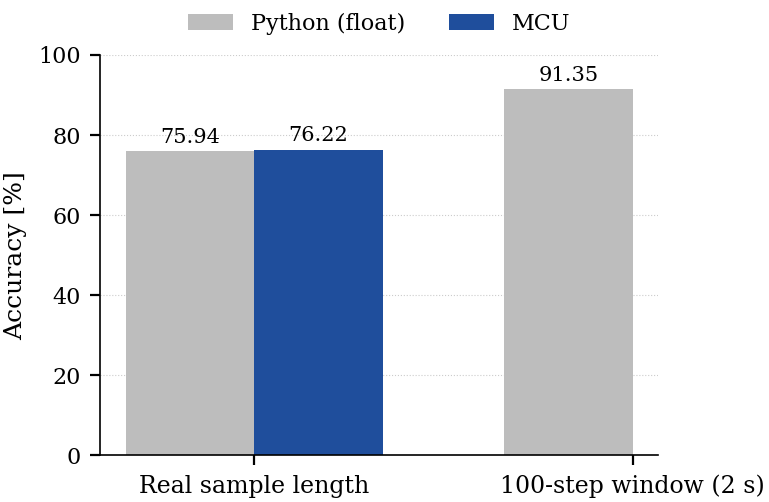 Python (float) MCU
91.35
75.94 76.22
Accuracy [%]
100
80
60
40
20
0
Real sample length 100-step window (2 s)